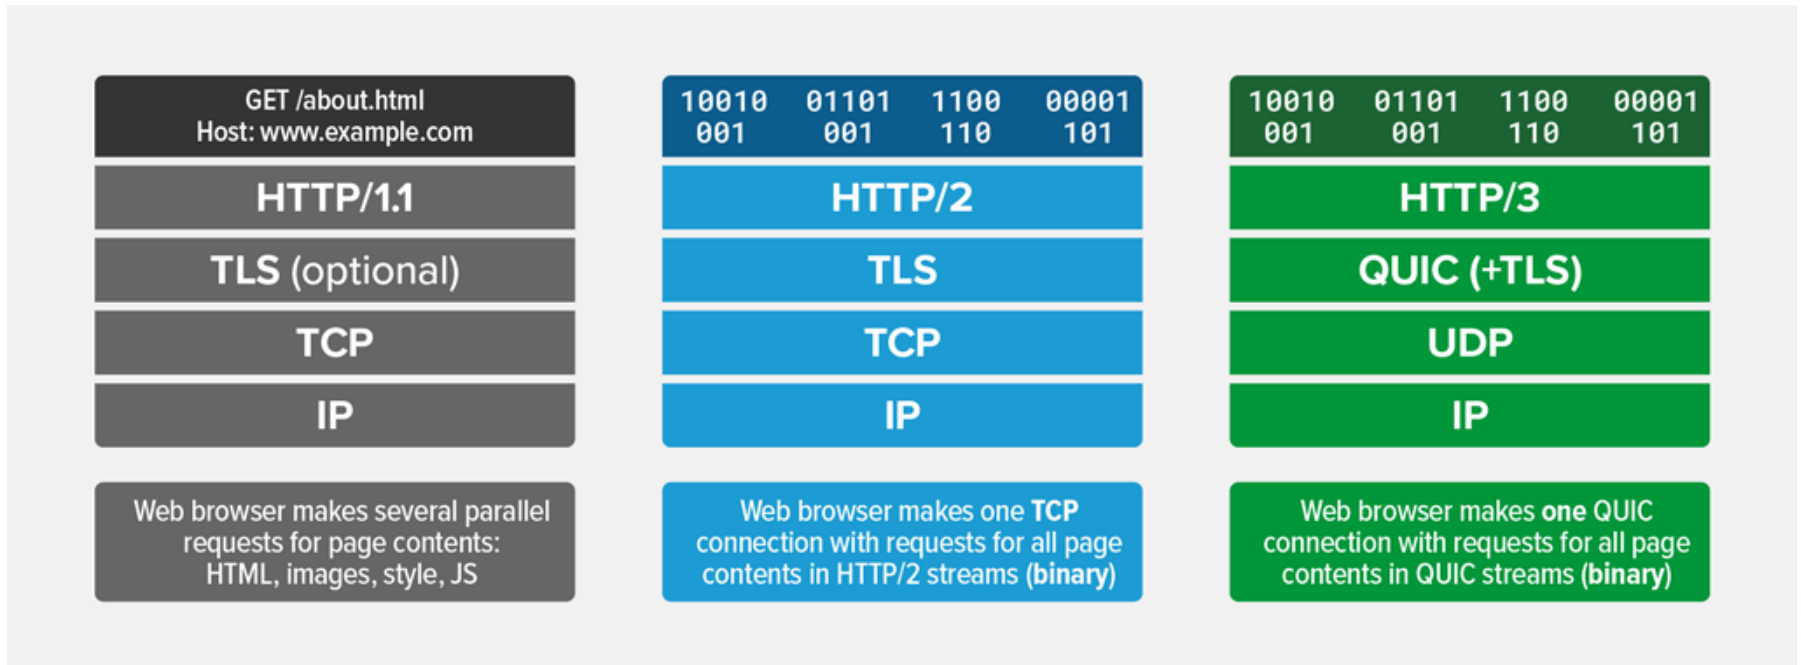 GET /about.html
Host: www.example.com
HTTP/1.1
TLS (optional)
TCP
IP
Web browser makes several parallel
requests for page contents:
HTML, images, style, JS
10010 01101 1100 00001
001 001 110 101
HTTP/2
TLS
TCP
IP
Web browser makes one TCP
connection with requests for all page
contents in HTTP/2 streams (binary)
10010 01101 1100 00001
001 001 110 101
HTTP/3
QUIC (+TLS)
UDP
IP
Web browser makes one QUIC
connection with requests for all page
contents in QUIC streams (binary)